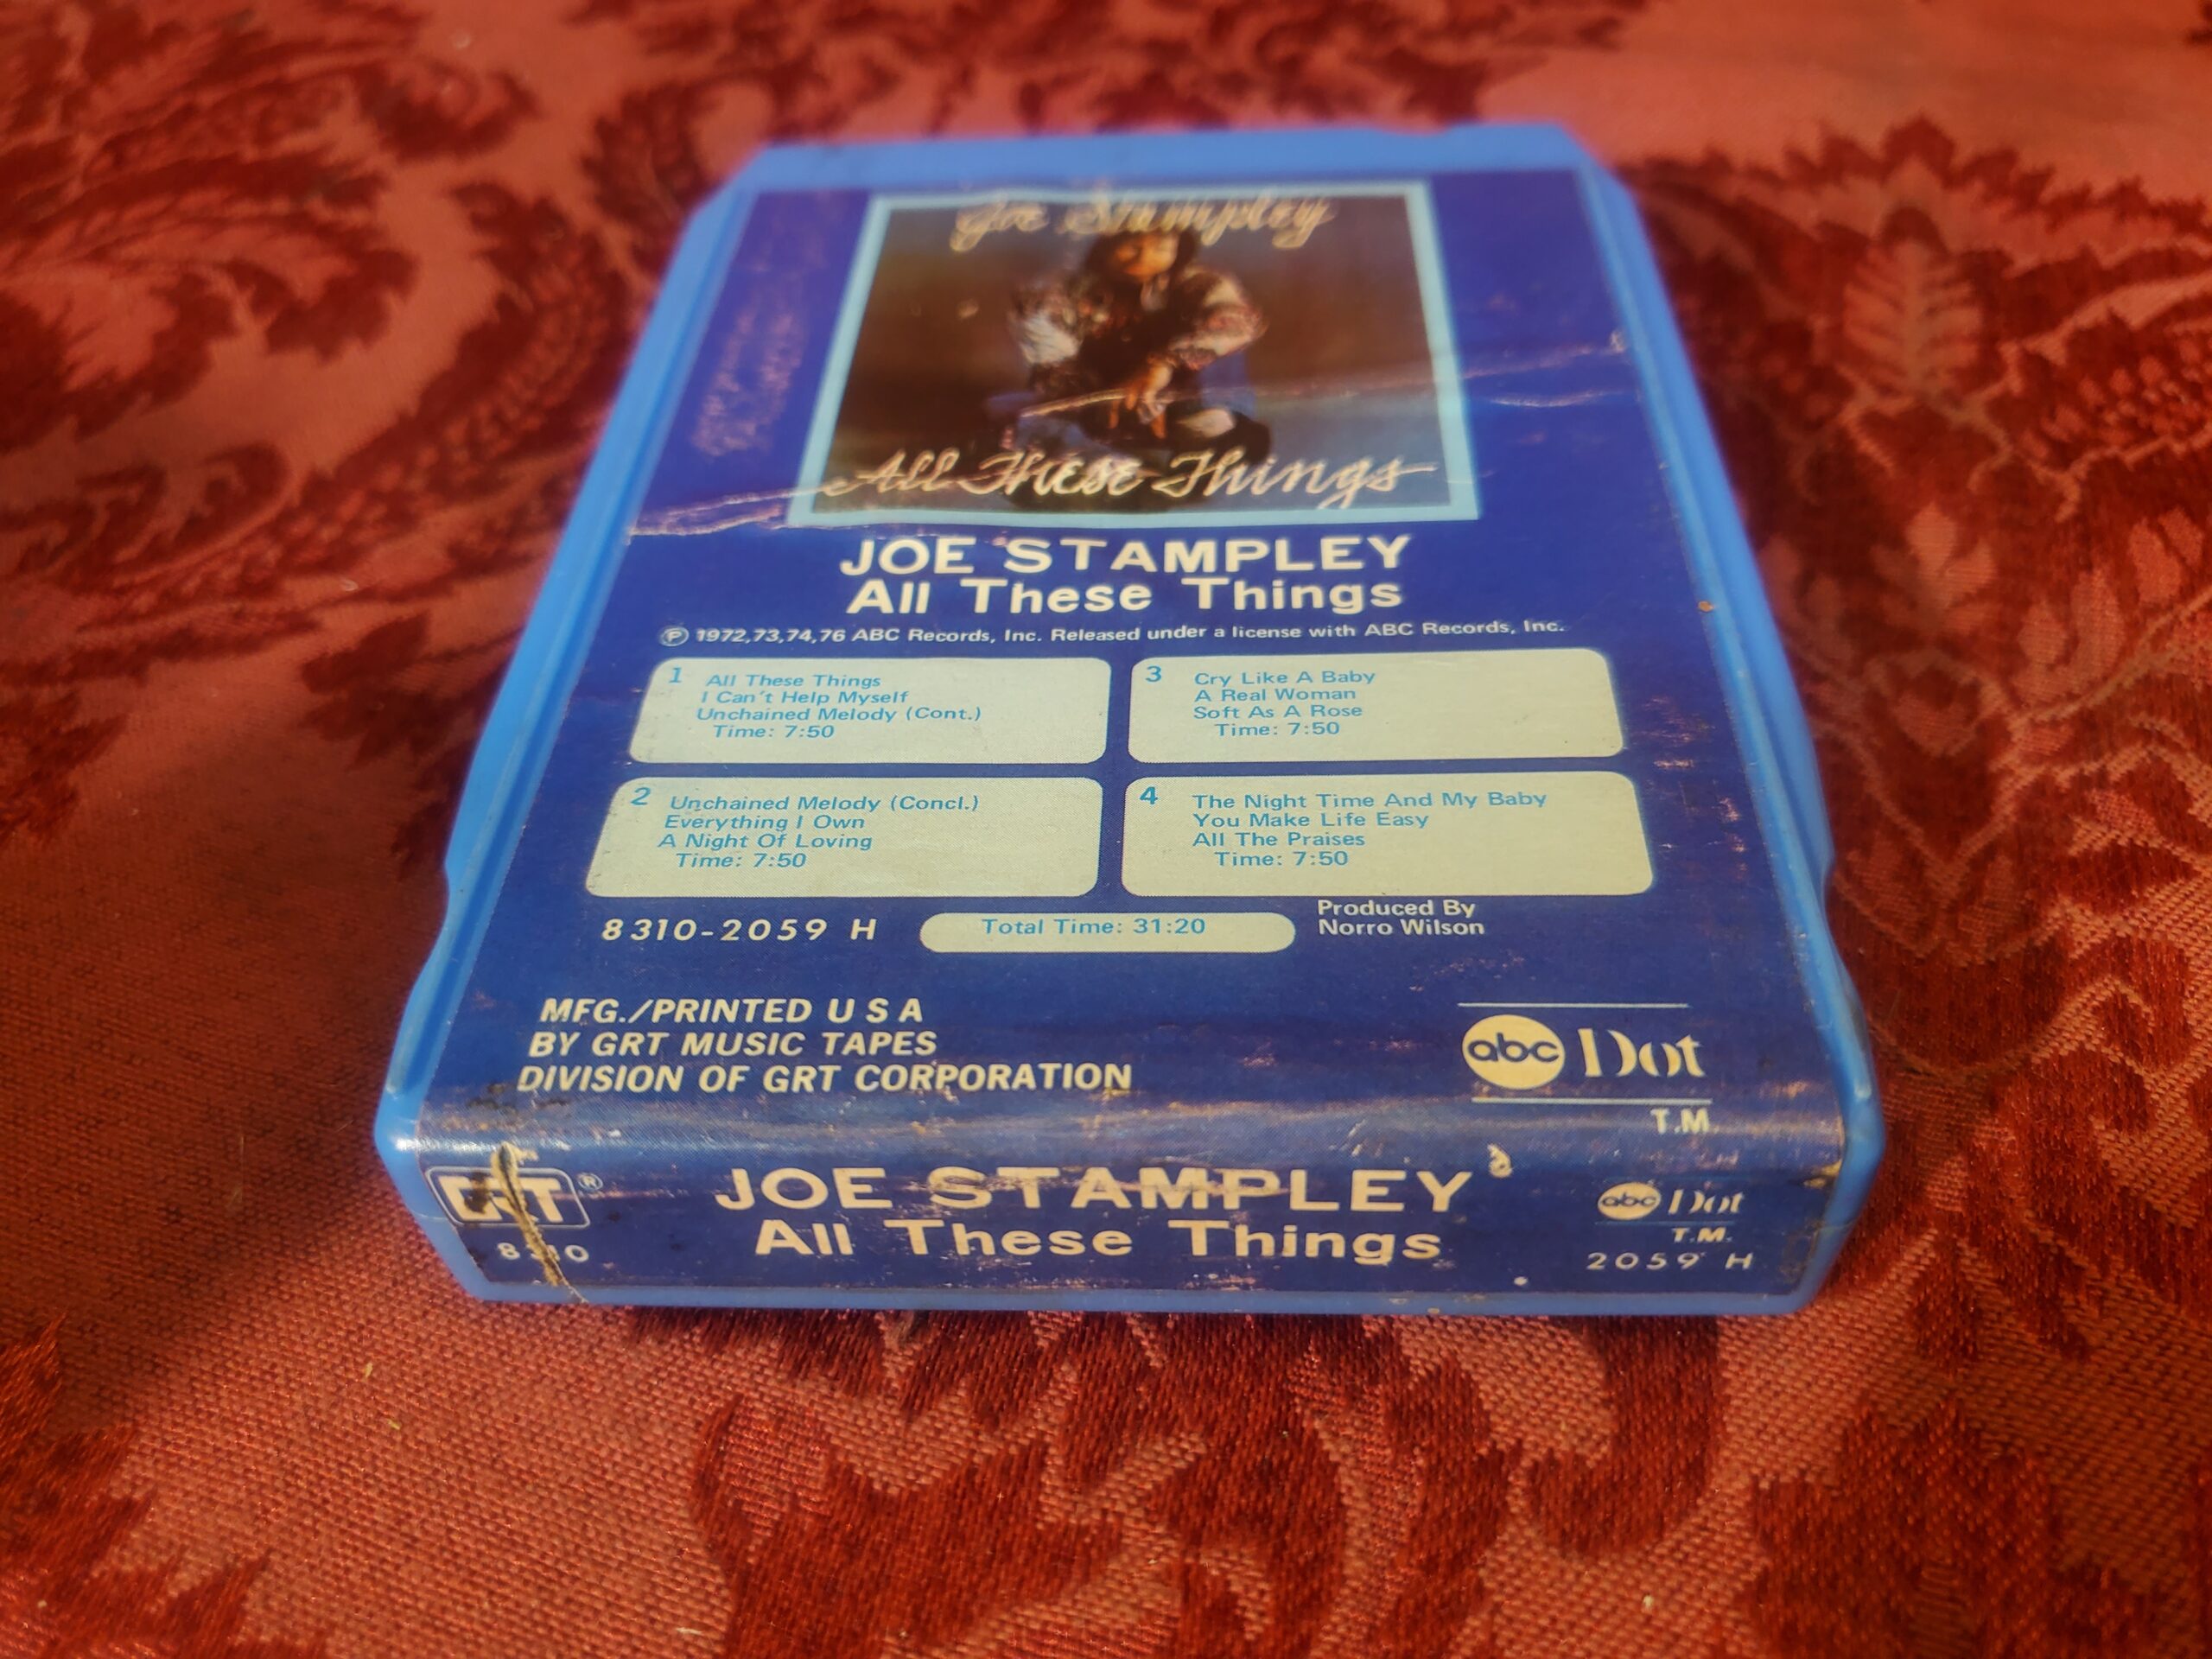 Joe Stampley
All These Things
JOE STAMPLEY
All These Things
Ⓟ 1972,73,74,76 ABC Records, Inc. Released under a license with ABC Records, Inc.
1 All These Things
I Can't Help Myself
Unchained Melody (Cont.)
Time: 7:50
2 Unchained Melody (Concl.)
Everything I Own
A Night Of Loving
Time: 7:50
3 Cry Like A Baby
A Real Woman
Soft As A Rose
Time: 7:50
4 The Night Time And My Baby
You Make Life Easy
All The Praises
Time: 7:50
8310-2059 H
Total Time: 31:20
Produced By
Norro Wilson
MFG./PRINTED U S A
BY GRT MUSIC TAPES
DIVISION OF GRT CORPORATION
abc Dot
T.M
GRT®
8310
JOE STAMPLEY
All These Things
abc Dot
T.M.
2059 H